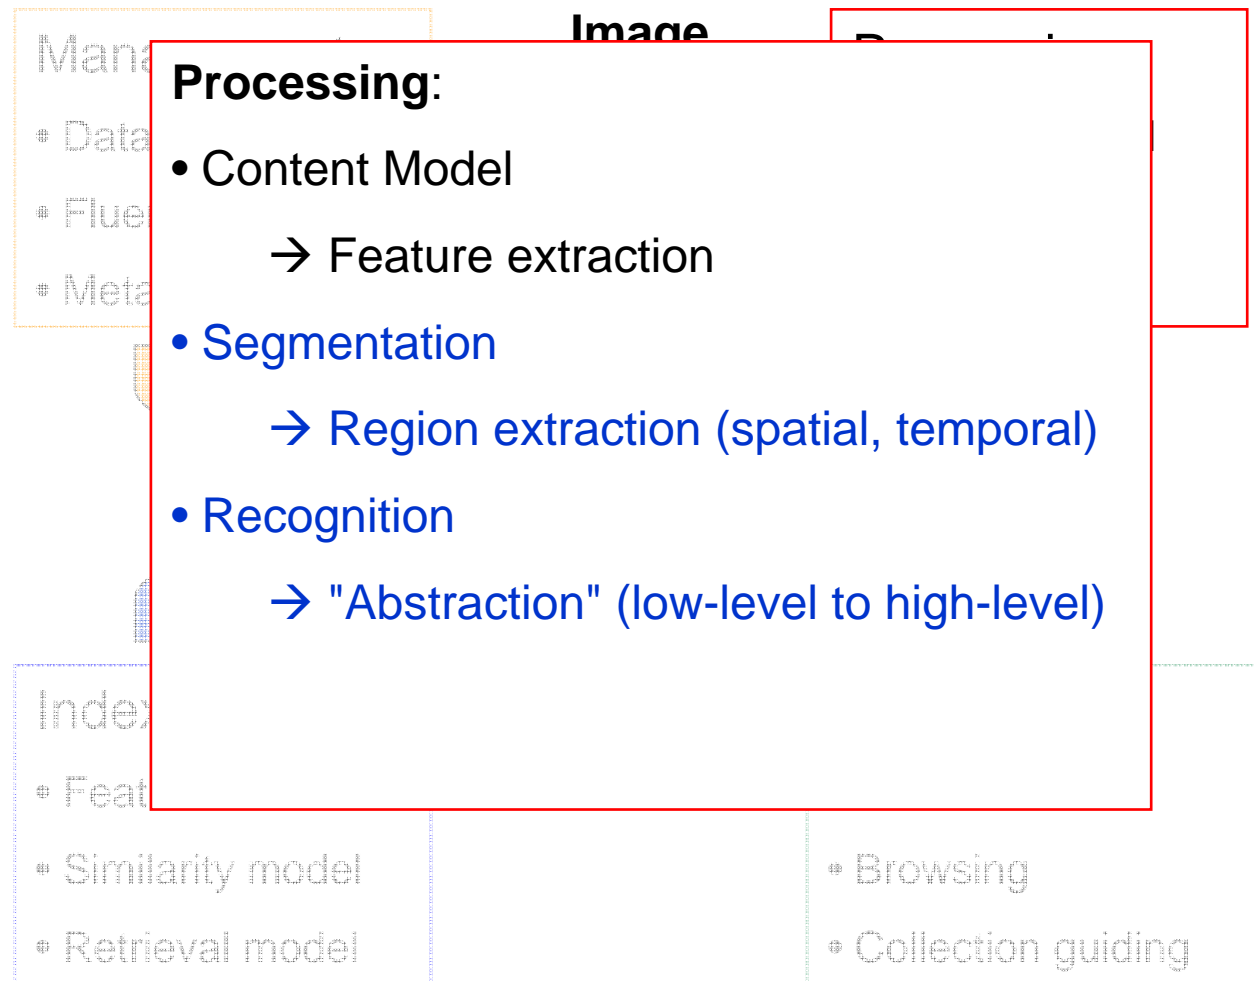 Image
Processing:
• Content Model
→ Feature extraction
• Segmentation
→ Region extraction (spatial, temporal)
• Recognition
→ "Abstraction" (low-level to high-level)
• Similarity model
• Retrieval model
• Browsing
• Collection guiding